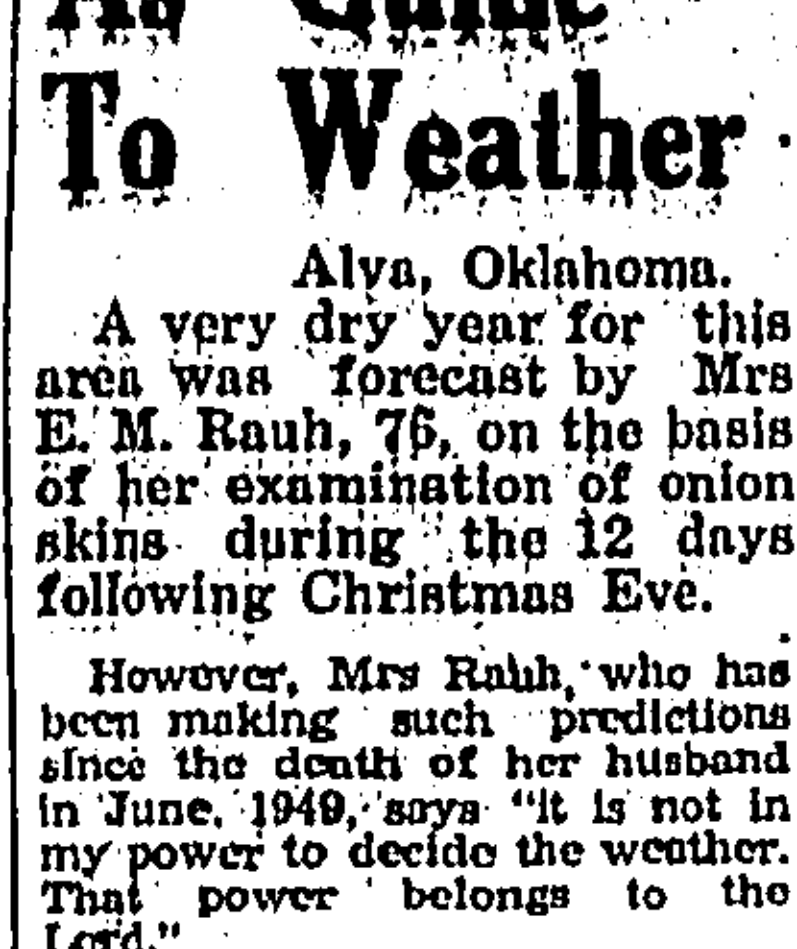 As Guide
To Weather
Alva, Oklahoma.
A very dry year for this
area was forecast by Mrs
E. M. Rauh, 76, on the basis
of her examination of onion
skins during the 12 days
following Christmas Eve.
However, Mrs Rauh, who has
been making such predictions
since the death of her husband
in June, 1949, says "it is not in
my power to decide the weather.
That power belongs to the
Lord."